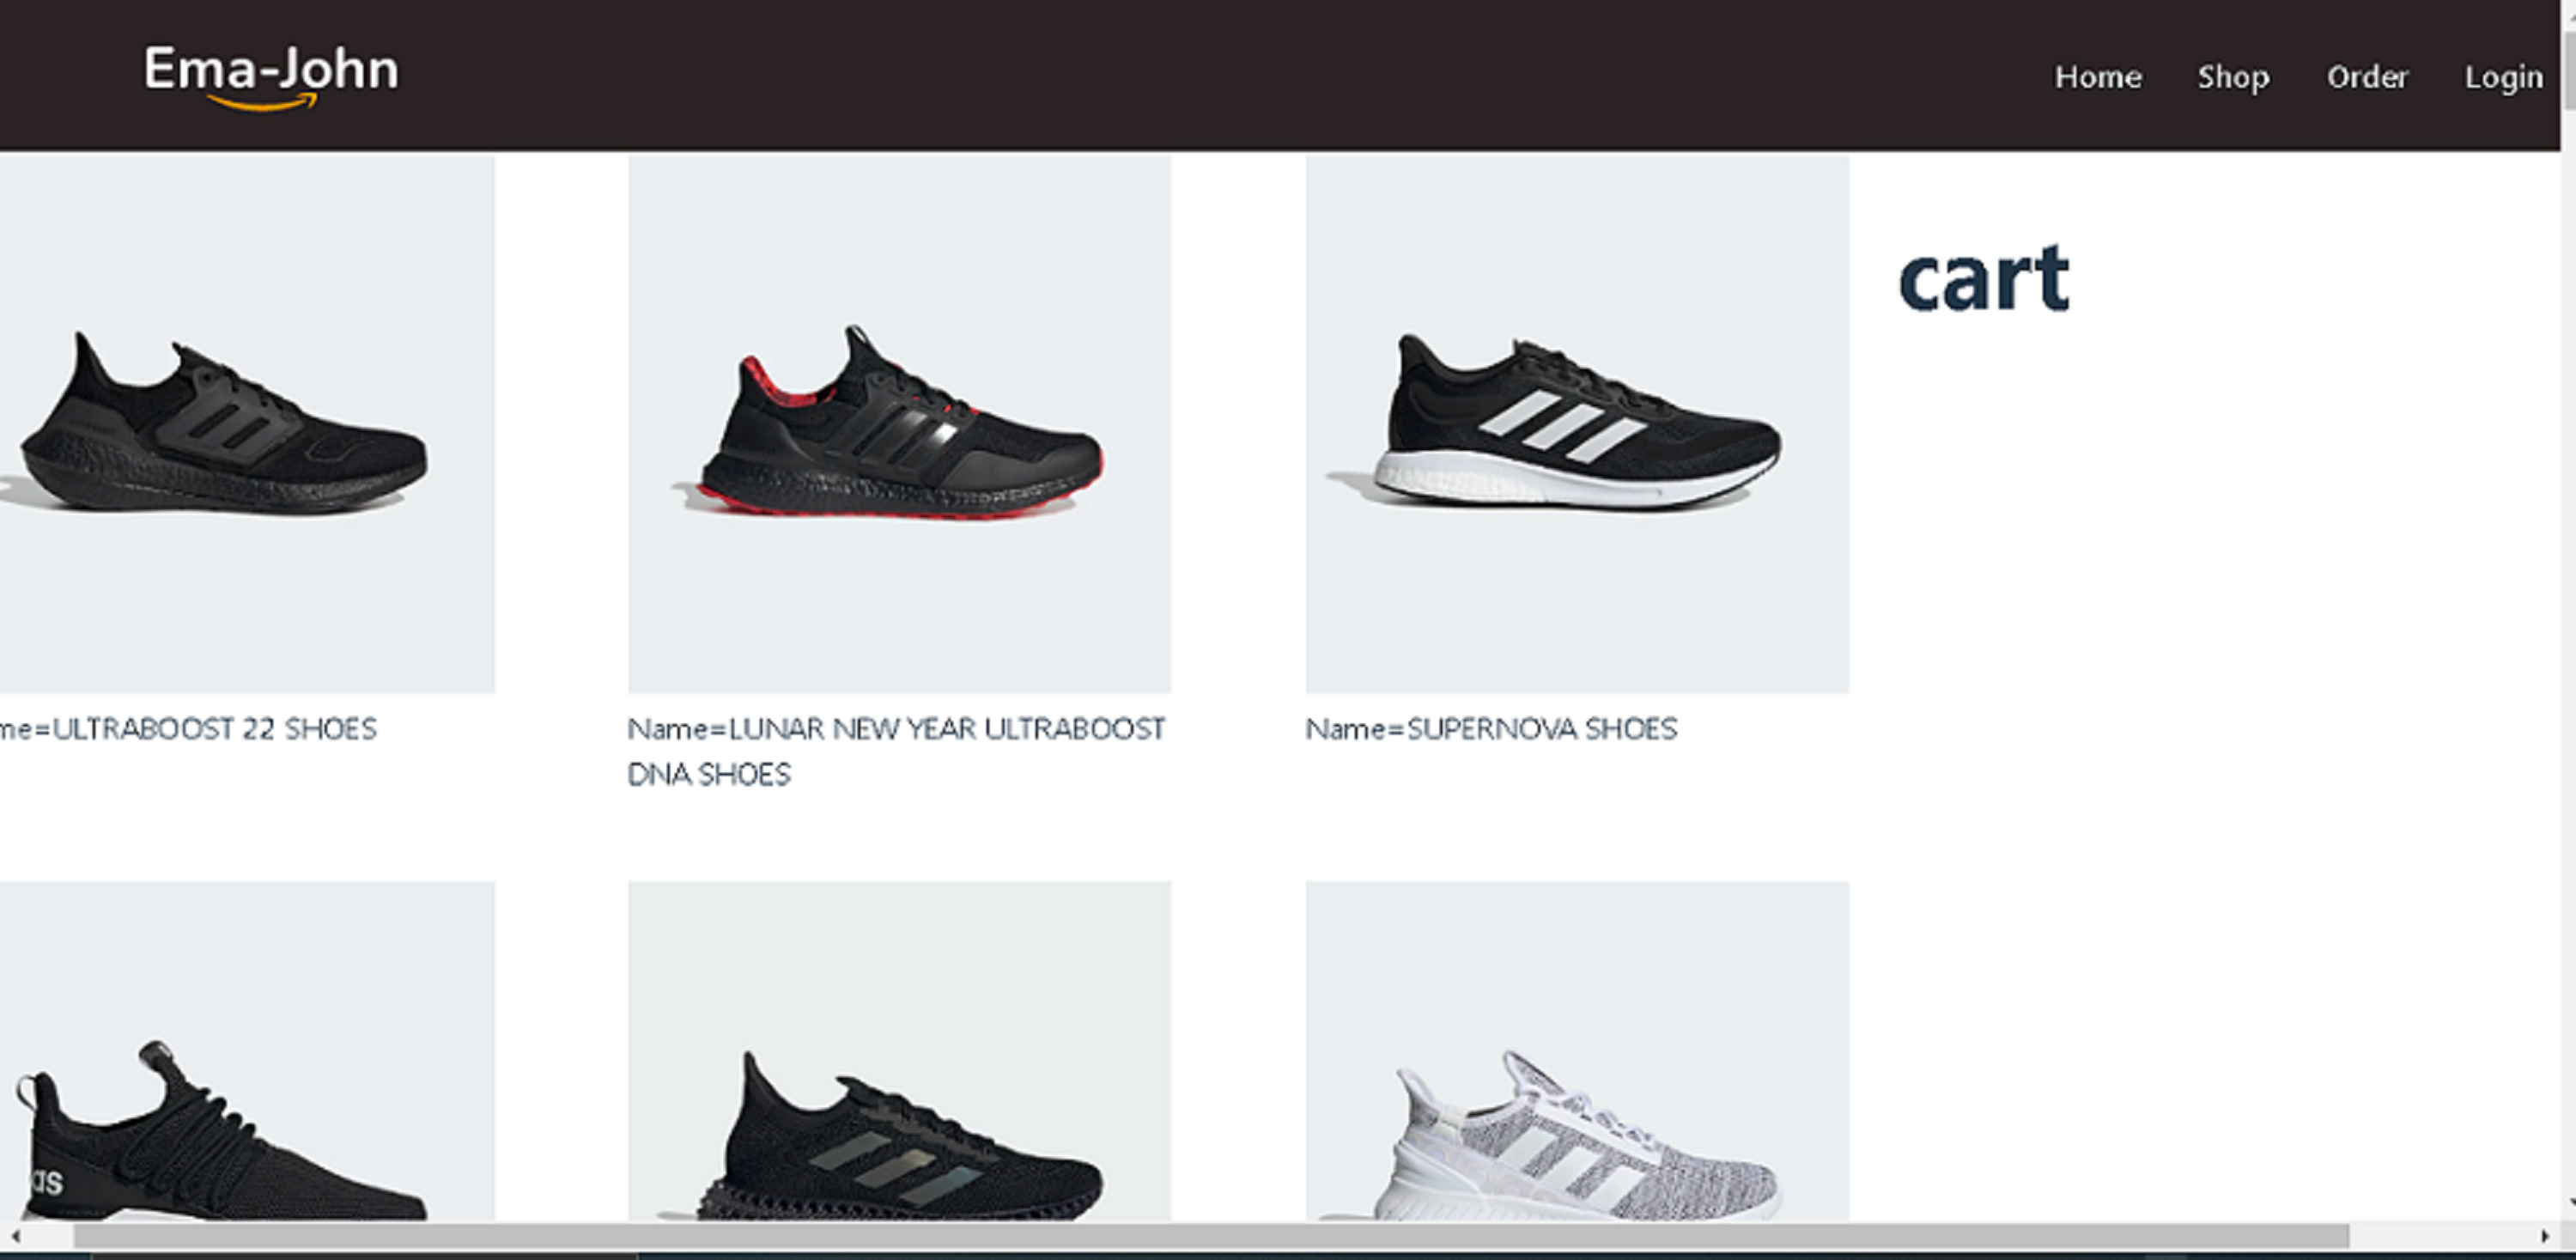 Ema-John
Home Shop Order Login
cart
me=ULTRABOOST 22 SHOES
Name=LUNAR NEW YEAR ULTRABOOST
DNA SHOES
Name=SUPERNOVA SHOES
as